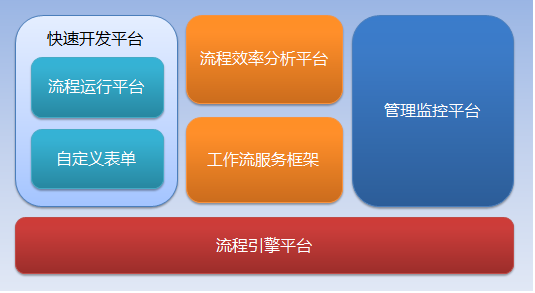 快速开发平台
流程运行平台
自定义表单
流程效率分析平台
工作流服务框架
管理监控平台
流程引擎平台